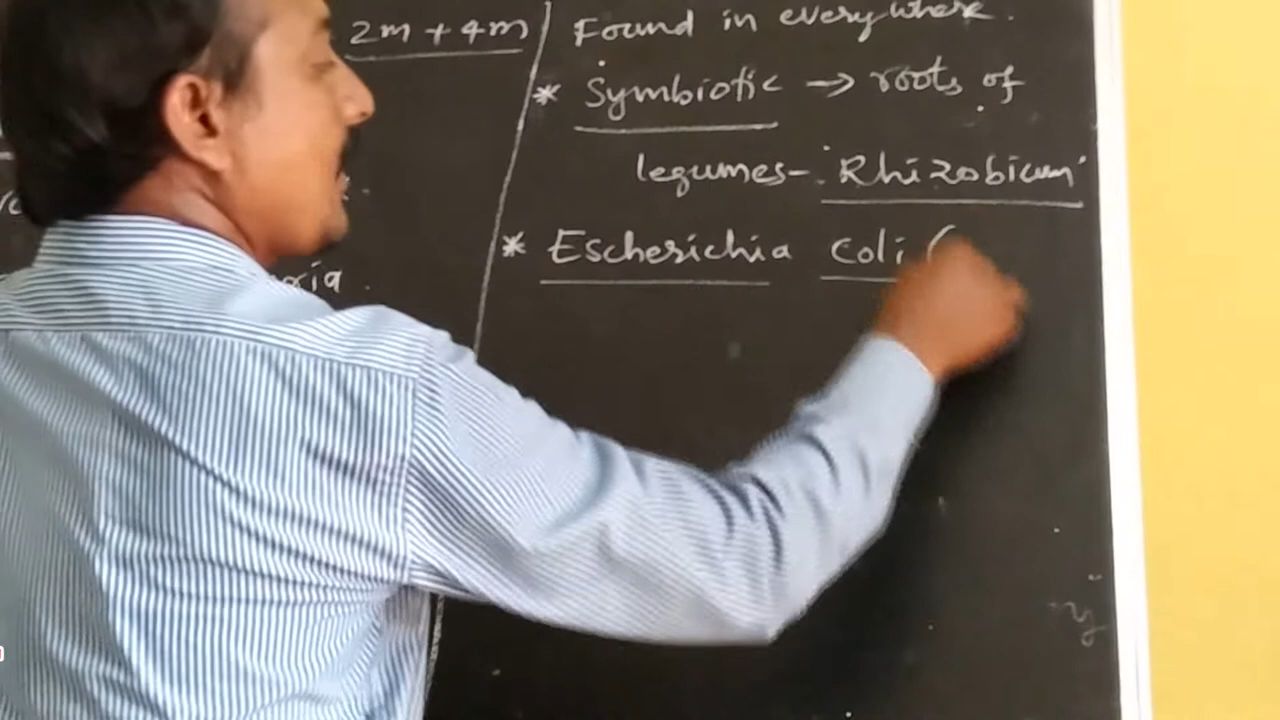 2m + 4m
Found in everywhere.
* Symbiotic → roots of
legumes- 'Rhizobium'
* Escherichia coli (